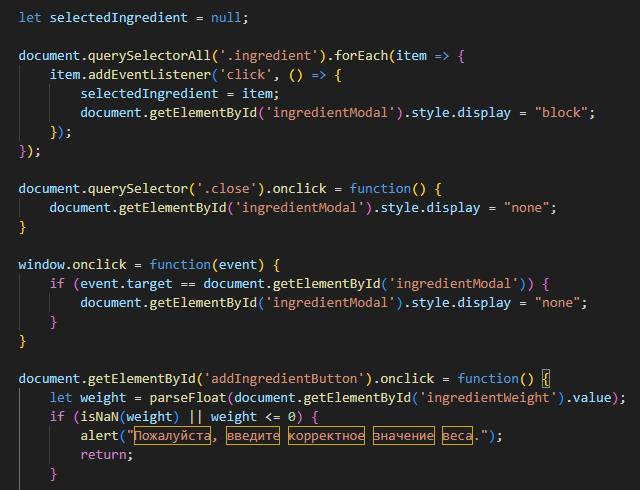 let selectedIngredient = null;
document.querySelectorAll('.ingredient').forEach(item => {
item.addEventListener('click', () => {
selectedIngredient = item;
document.getElementById('ingredientModal').style.display = "block";
});
});
document.querySelector('.close').onclick = function() {
document.getElementById('ingredientModal').style.display = "none";
}
window.onclick = function(event) {
if (event.target == document.getElementById('ingredientModal')) {
document.getElementById('ingredientModal').style.display = "none";
}
}
document.getElementById('addIngredientButton').onclick = function() {
let weight = parseFloat(document.getElementById('ingredientWeight').value);
if (isNaN(weight) || weight <= 0) {
alert("Пожалуйста, введите корректное значение веса.");
return;
}